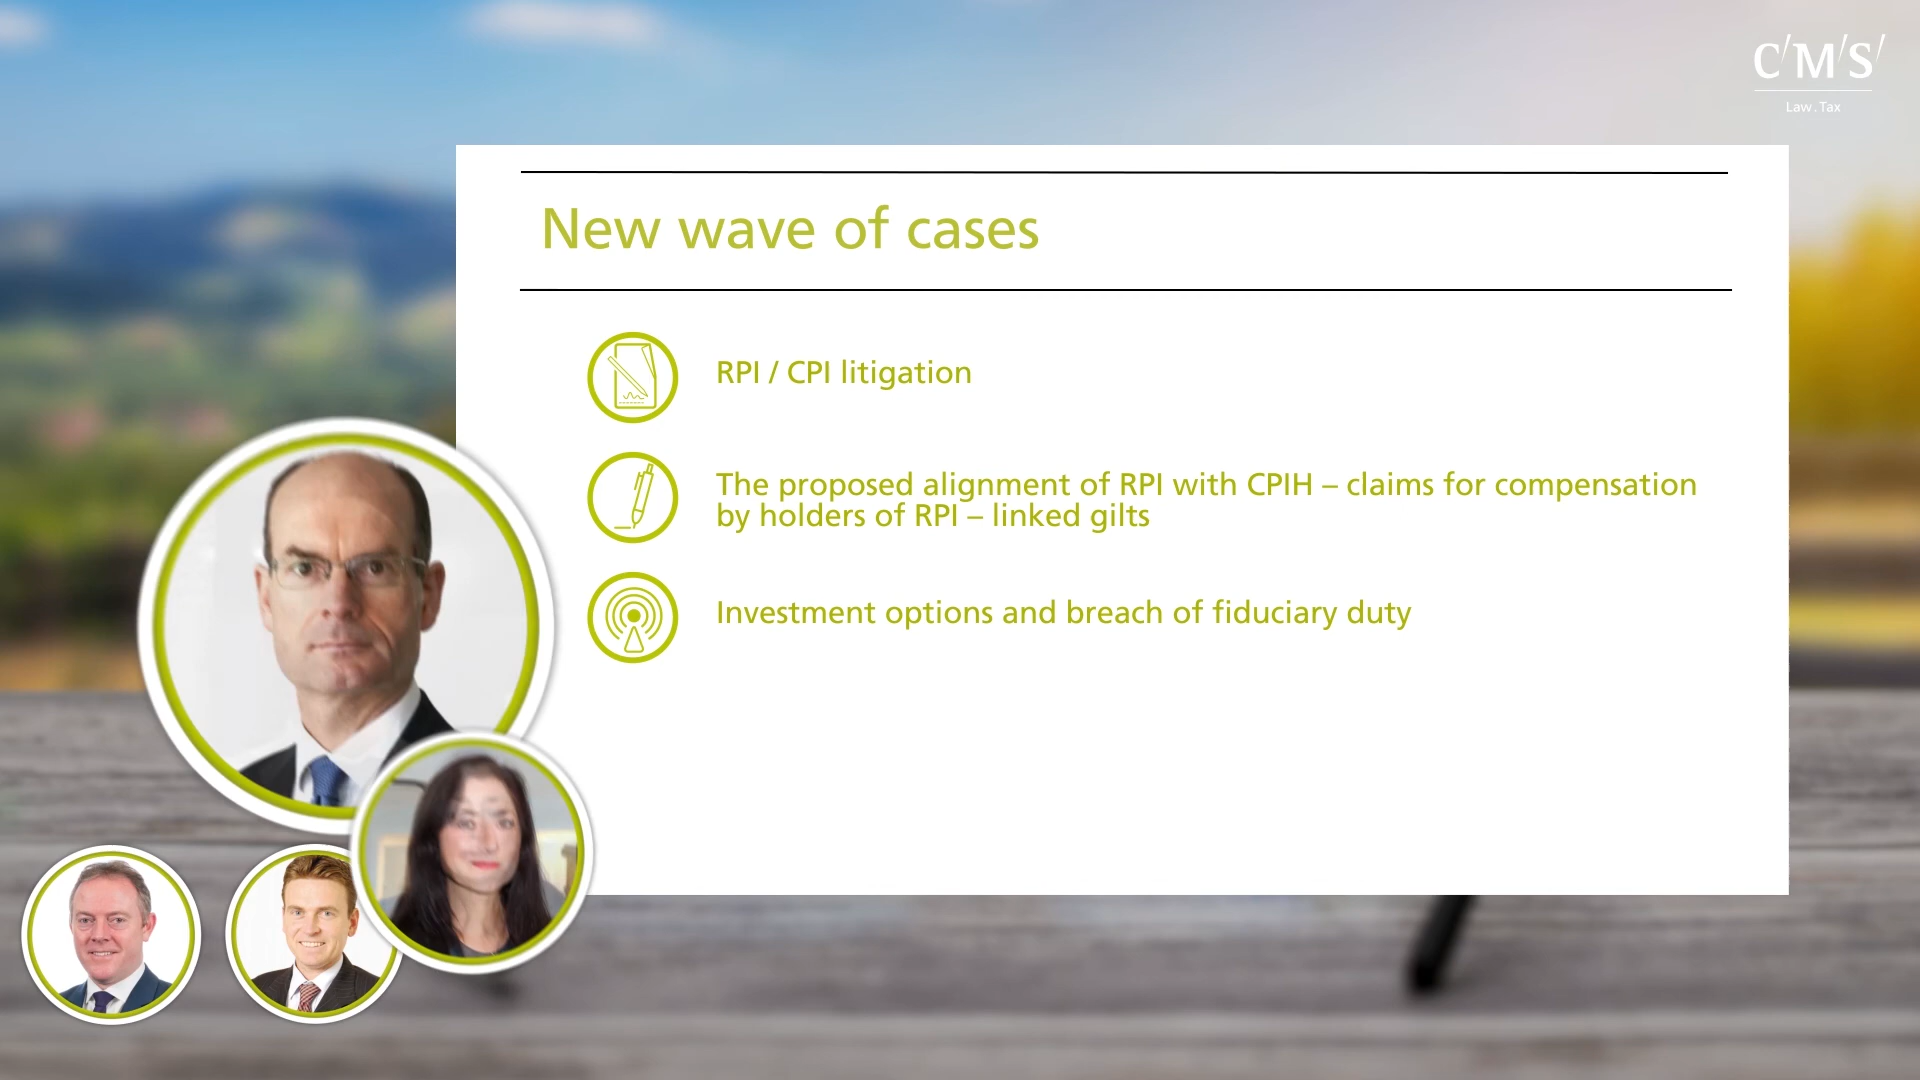 C/M/S/
Law.Tax
New wave of cases
RPI / CPI litigation
The proposed alignment of RPI with CPIH – claims for compensation
by holders of RPI – linked gilts
Investment options and breach of fiduciary duty